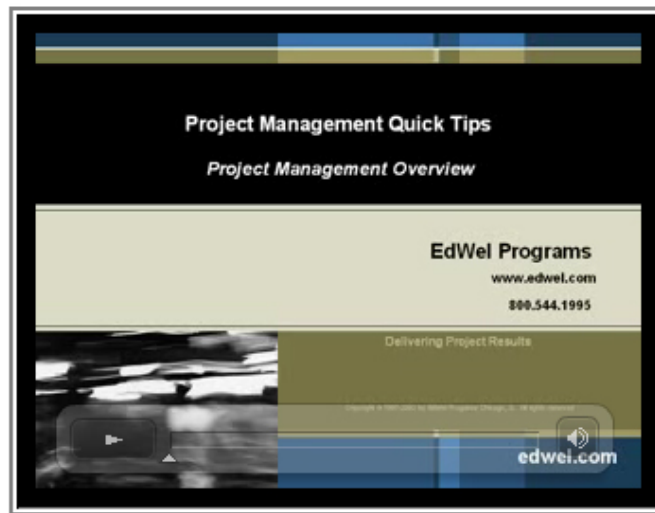 Project Management Quick Tips
Project Management Overview
EdWel Programs
www.edwel.com
800.544.1995
Delivering Project Results
edwel.com